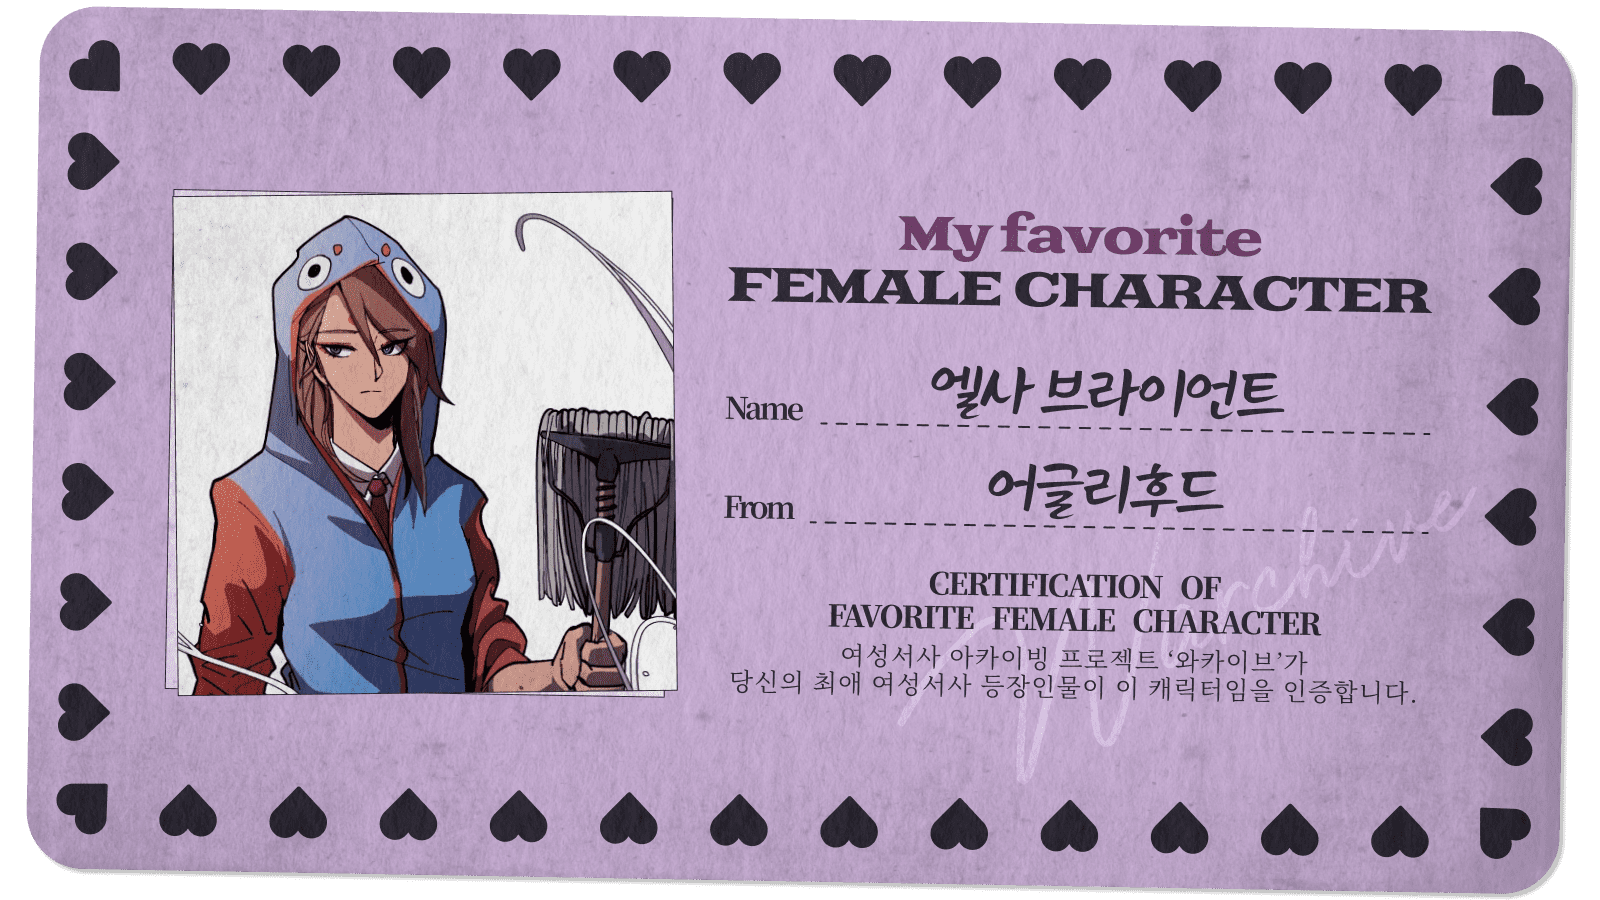 My favorite
FEMALE CHARACTER
Name 엘사 브라이언트
From 어글리후드
CERTIFICATION OF
FAVORITE FEMALE CHARACTER
여성서사 아카이빙 프로젝트 ‘와카이브’가
당신의 최애 여성서사 등장인물이 이 캐릭터임을 인증합니다.
W.archive